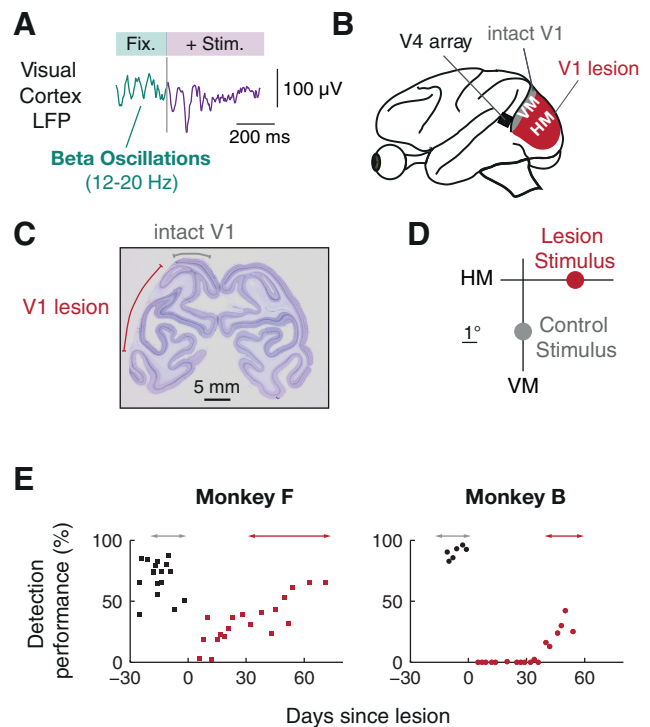 A
Fix.
+ Stim.
Visual
Cortex
LFP
100 µV
200 ms
Beta Oscillations
(12-20 Hz)
B
V4 array
intact V1
V1 lesion
VM
HM
C
intact V1
V1 lesion
5 mm
D
Lesion
Stimulus
HM
1°
Control
Stimulus
VM
E
Monkey F
Monkey B
Detection
performance (%)
100
50
0
−30
0
30
60
100
50
0
−30
0
30
60
Days since lesion